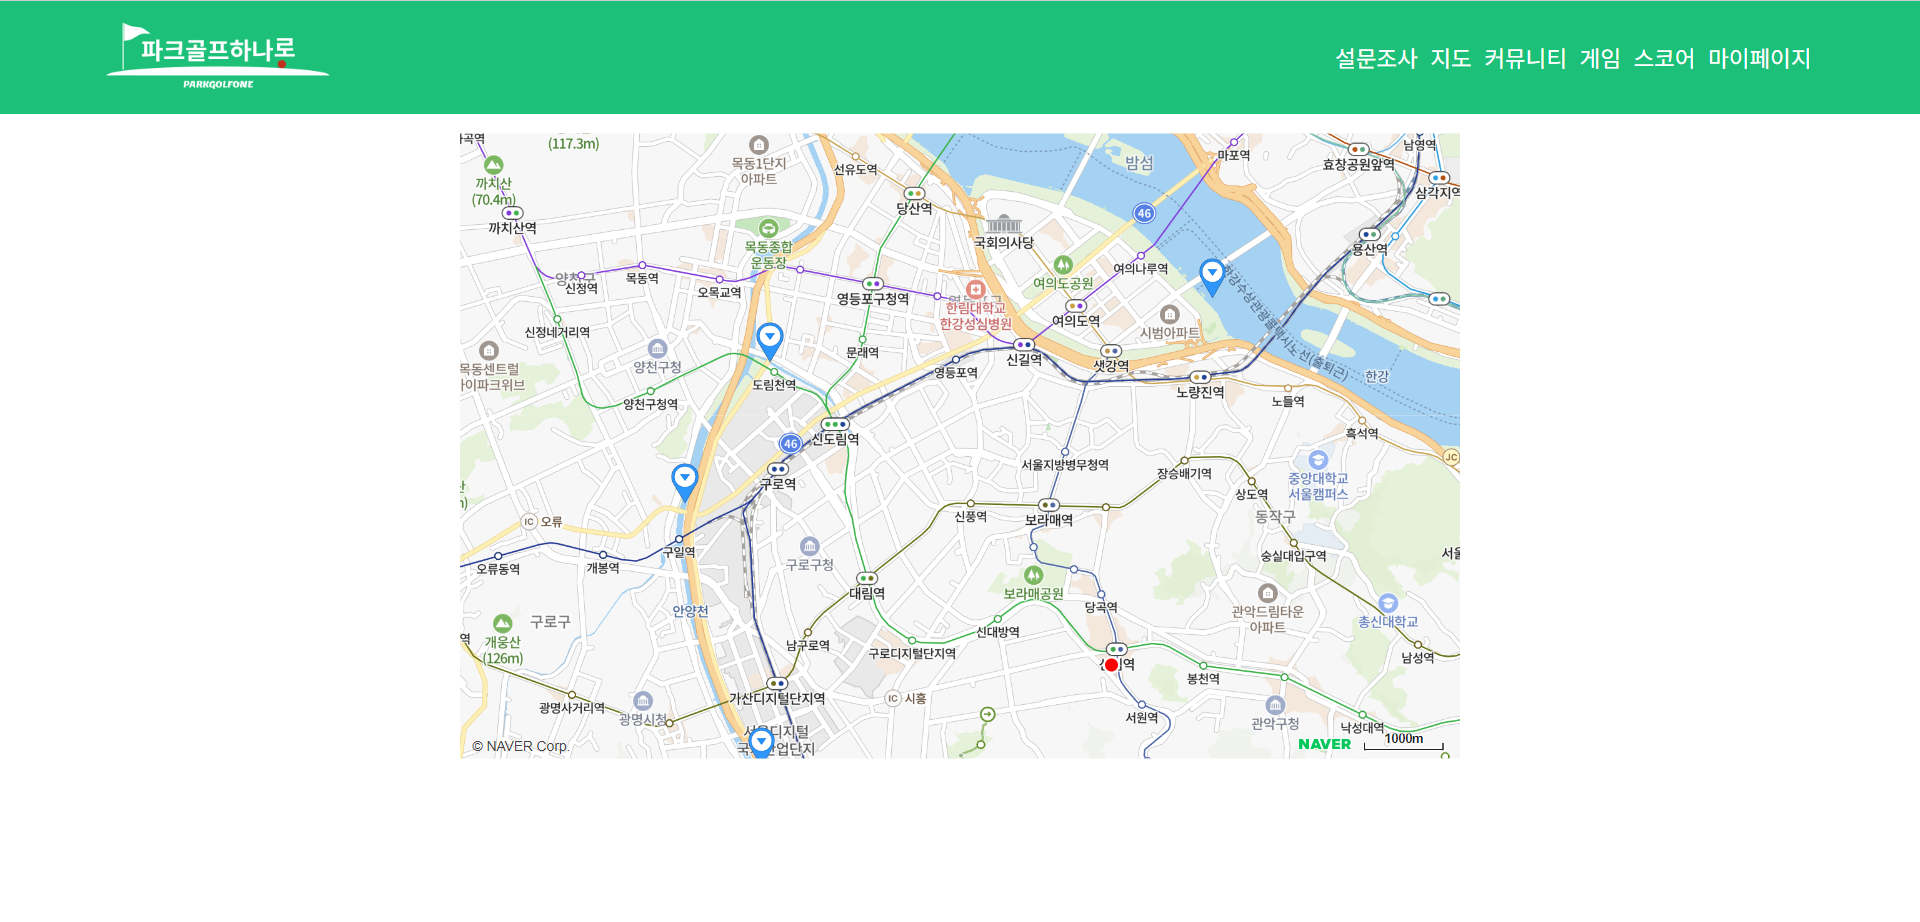 파크골프하나로
PARKGOLFONE
설문조사 지도 커뮤니티 게임 스코어 마이페이지
(117.3m)
까치산
(70.4m)
까치산역
목동1단지
아파트
선유도역
당산역
밤섬
마포역
효창공원앞역
남영역
삼각지역
국회의사당
46
용산역
목동종합
운동장
양천구
신정역
목동역
오목교역
영등포구청역
한림대학교
한강성심병원
여의도공원
여의나루역
여의도역
시범아파트
한강수상관광콜택시노선(출퇴근)
신정네거리역
양천구청
문래역
영등포역
신길역
샛강역
노량진역
노들역
한강
목동센트럴
아이파크위브
양천구청역
도림천역
신도림역
46
구로역
흑석역
JC
서울지방병무청역
장승배기역
중앙대학교
서울캠퍼스
상도역
동작구
IC 오류
신풍역
보라매역
숭실대입구역
구일역
오류동역
개봉역
구로구청
대림역
보라매공원
당곡역
관악드림타운
아파트
총신대학교
안양천
구로구
개웅산
(126m)
남구로역
구로디지털단지역
신대방역
봉천역
남성역
가산디지털단지역
IC 시흥
광명사거리역
광명시청
서원역
관악구청
낙성대역
© NAVER Corp.
NAVER
1000m